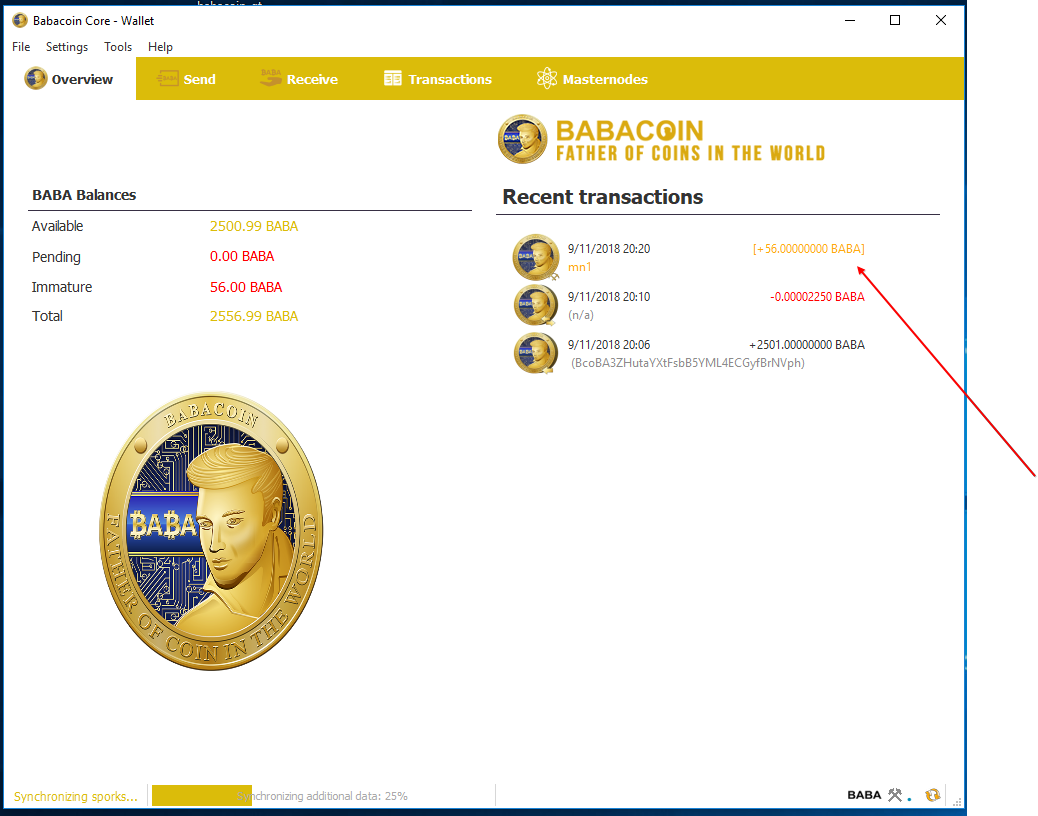 babacoin-qt
Babacoin Core - Wallet
File Settings Tools Help
Overview Send Receive Transactions Masternodes
BABACOIN
FATHER OF COINS IN THE WORLD
BABA Balances
Available 2500.99 BABA
Pending 0.00 BABA
Immature 56.00 BABA
Total 2556.99 BABA
Recent transactions
9/11/2018 20:20 [+56.00000000 BABA]
mn1
9/11/2018 20:10 -0.00002250 BABA
(n/a)
9/11/2018 20:06 +2501.00000000 BABA
(BcoBA3ZHutaYXtFsbB5YML4ECGyfBrNVph)
BABACOIN
BABA
FATHER OF COIN IN THE WORLD
Synchronizing sporks... Synchronizing additional data: 25% BABA